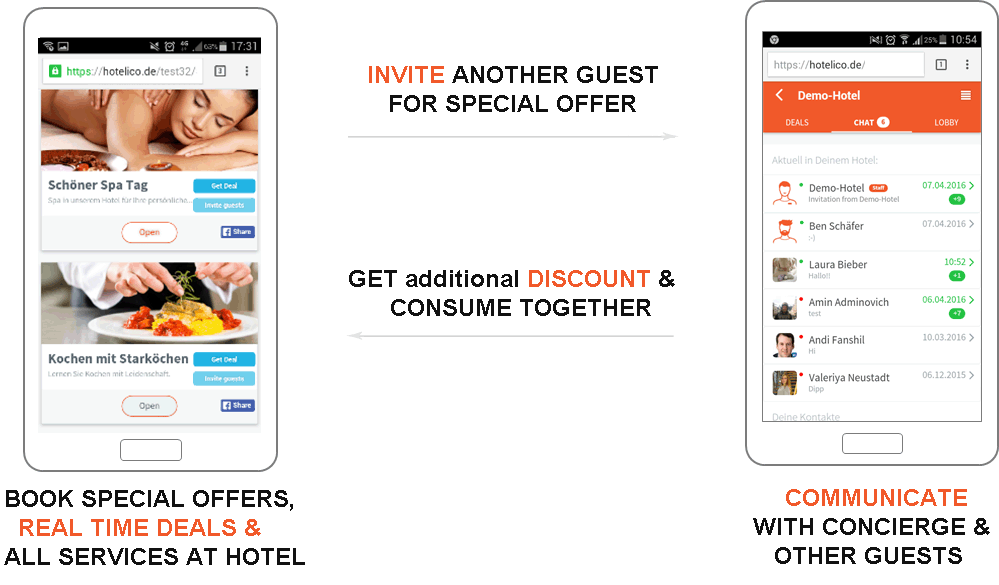 4G 63% 17:31
https://hotelico.de/test32/
3
Schöner Spa Tag
Get Deal
Spa in unserem Hotel für Ihre persönliche...
Invite guests
Open
Share
Kochen mit Starköchen
Get Deal
Lernen Sie Kochen mit Leidenschaft.
Invite guests
Open
Share
BOOK SPECIAL OFFERS,
REAL TIME DEALS &
ALL SERVICES AT HOTEL
INVITE ANOTHER GUEST
FOR SPECIAL OFFER
GET additional DISCOUNT &
CONSUME TOGETHER
25% 10:54
https://hotelico.de/
1
Demo-Hotel
DEALS CHAT 6 LOBBY
Aktuell in Deinem Hotel:
Demo-Hotel Staff 07.04.2016
Invitation from Demo-Hotel +9
Ben Schäfer 07.04.2016
:-)
Laura Bieber 10:52
Hallo!! +1
Amin Adminovich 06.04.2016
test +7
Andi Fanshil 10.03.2016
Hi
Valeriya Neustadt 06.12.2015
Dipp
Deine Kontakte
COMMUNICATE
WITH CONCIERGE &
OTHER GUESTS